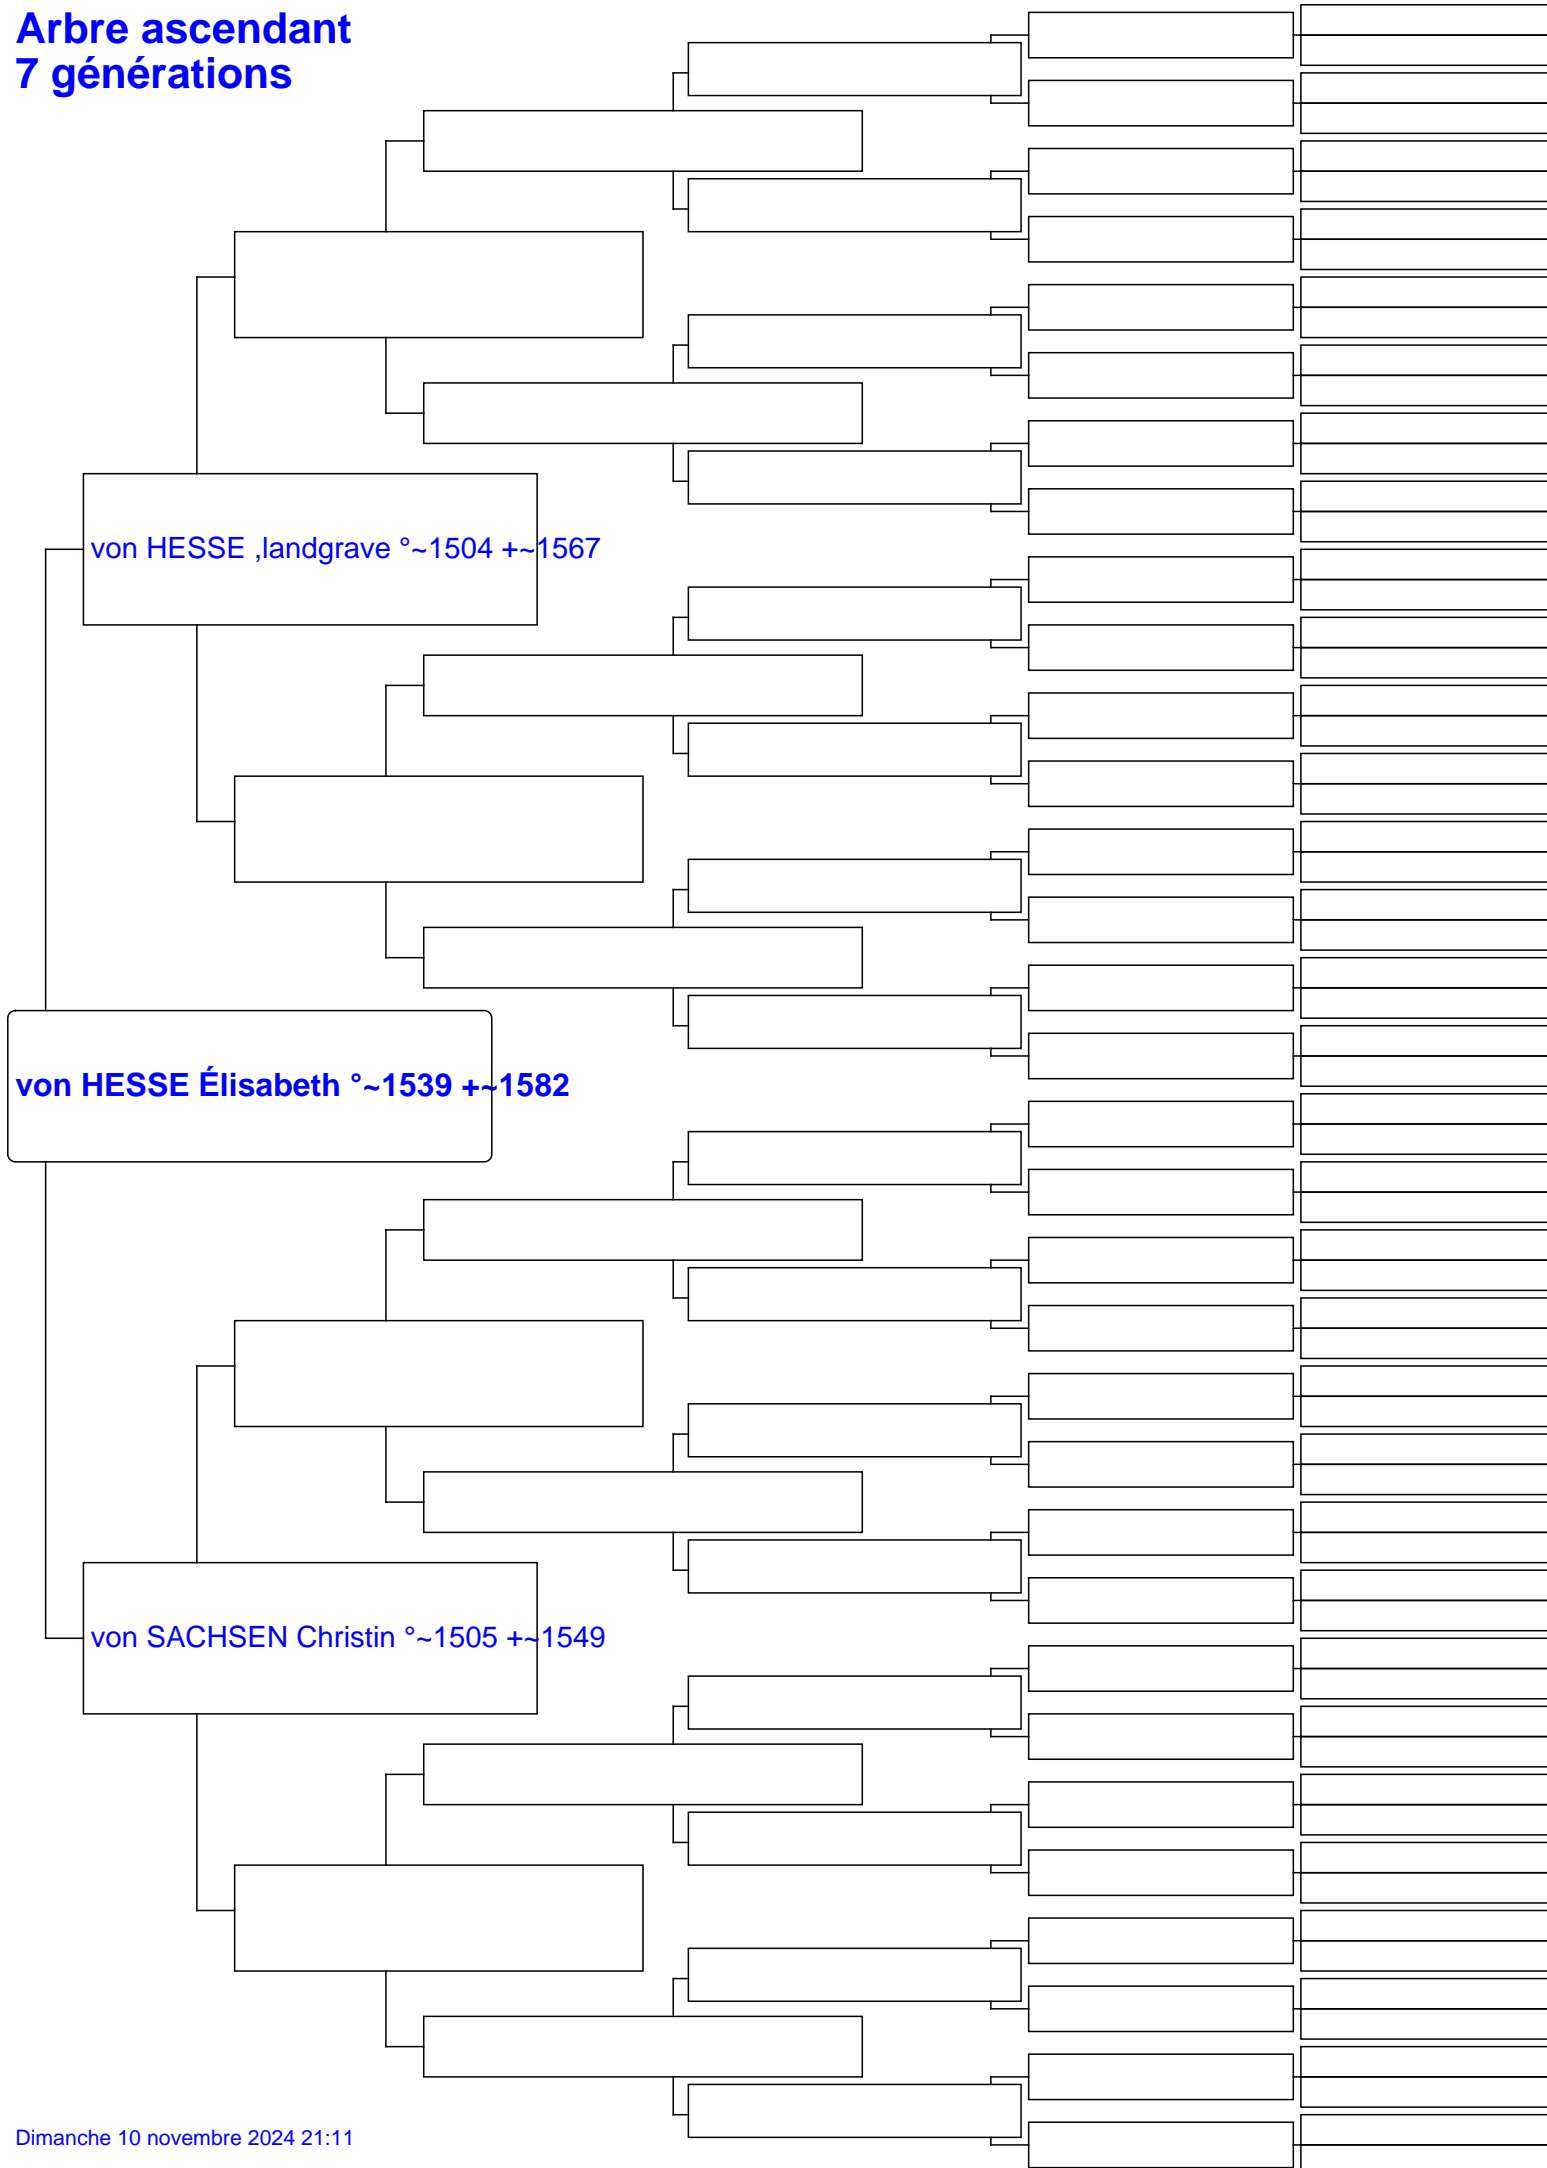 Arbre ascendant
7 générations
von HESSE ,landgrave °~1504 +~1567
von HESSE Élisabeth °~1539 +~1582
von SACHSEN Christin °~1505 +~1549
Dimanche 10 novembre 2024 21:11